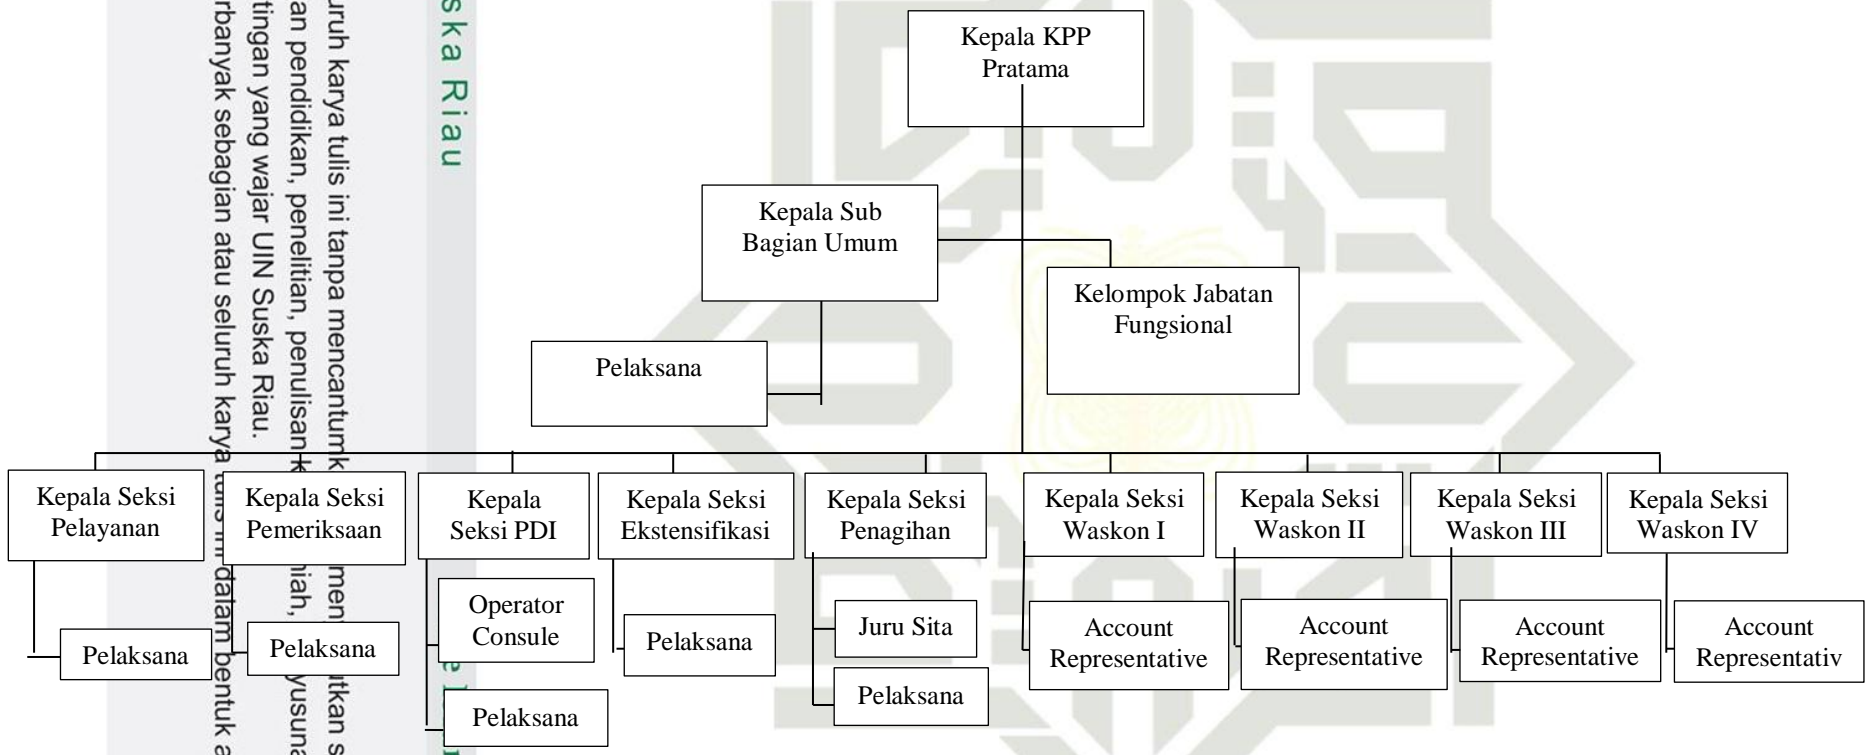 Kepala KPP
Pratama
Kepala Sub
Bagian Umum
Kelompok Jabatan
Fungsional
Pelaksana
Kepala Seksi
Pelayanan
Kepala Seksi
Pemeriksaan
Kepala
Seksi PDI
Kepala Seksi
Ekstensifikasi
Kepala Seksi
Penagihan
Kepala Seksi
Waskon I
Kepala Seksi
Waskon II
Kepala Seksi
Waskon III
Kepala Seksi
Waskon IV
Pelaksana
Pelaksana
Operator
Consule
Pelaksana
Pelaksana
Juru Sita
Pelaksana
Account
Representative
Account
Representative
Account
Representative
Account
Representativ
ska Riau
uruh karya tulis ini tanpa mencantumk
an pendidikan, penelitian, penulisan
tingan yang wajar UIN Suska Riau.
rbanyak sebagian atau seluruh karya tulis ini dalam bentuk a